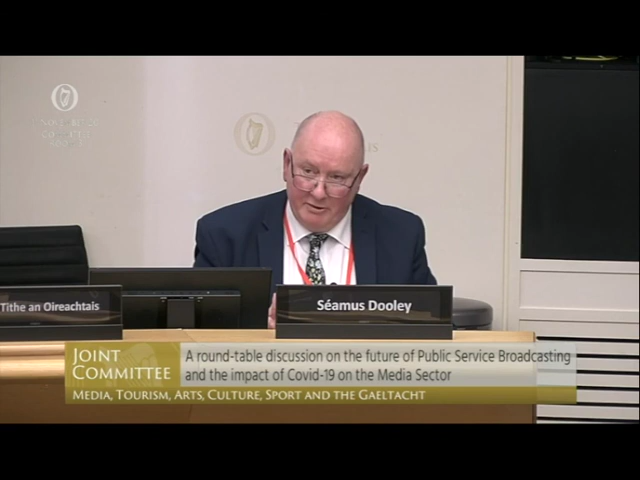 Tithe an Oireachtais
Séamus Dooley
JOINT
COMMITTEE
A round-table discussion on the future of Public Service Broadcasting
and the impact of Covid-19 on the Media Sector
MEDIA, TOURISM, ARTS, CULTURE, SPORT AND THE GAELTACHT